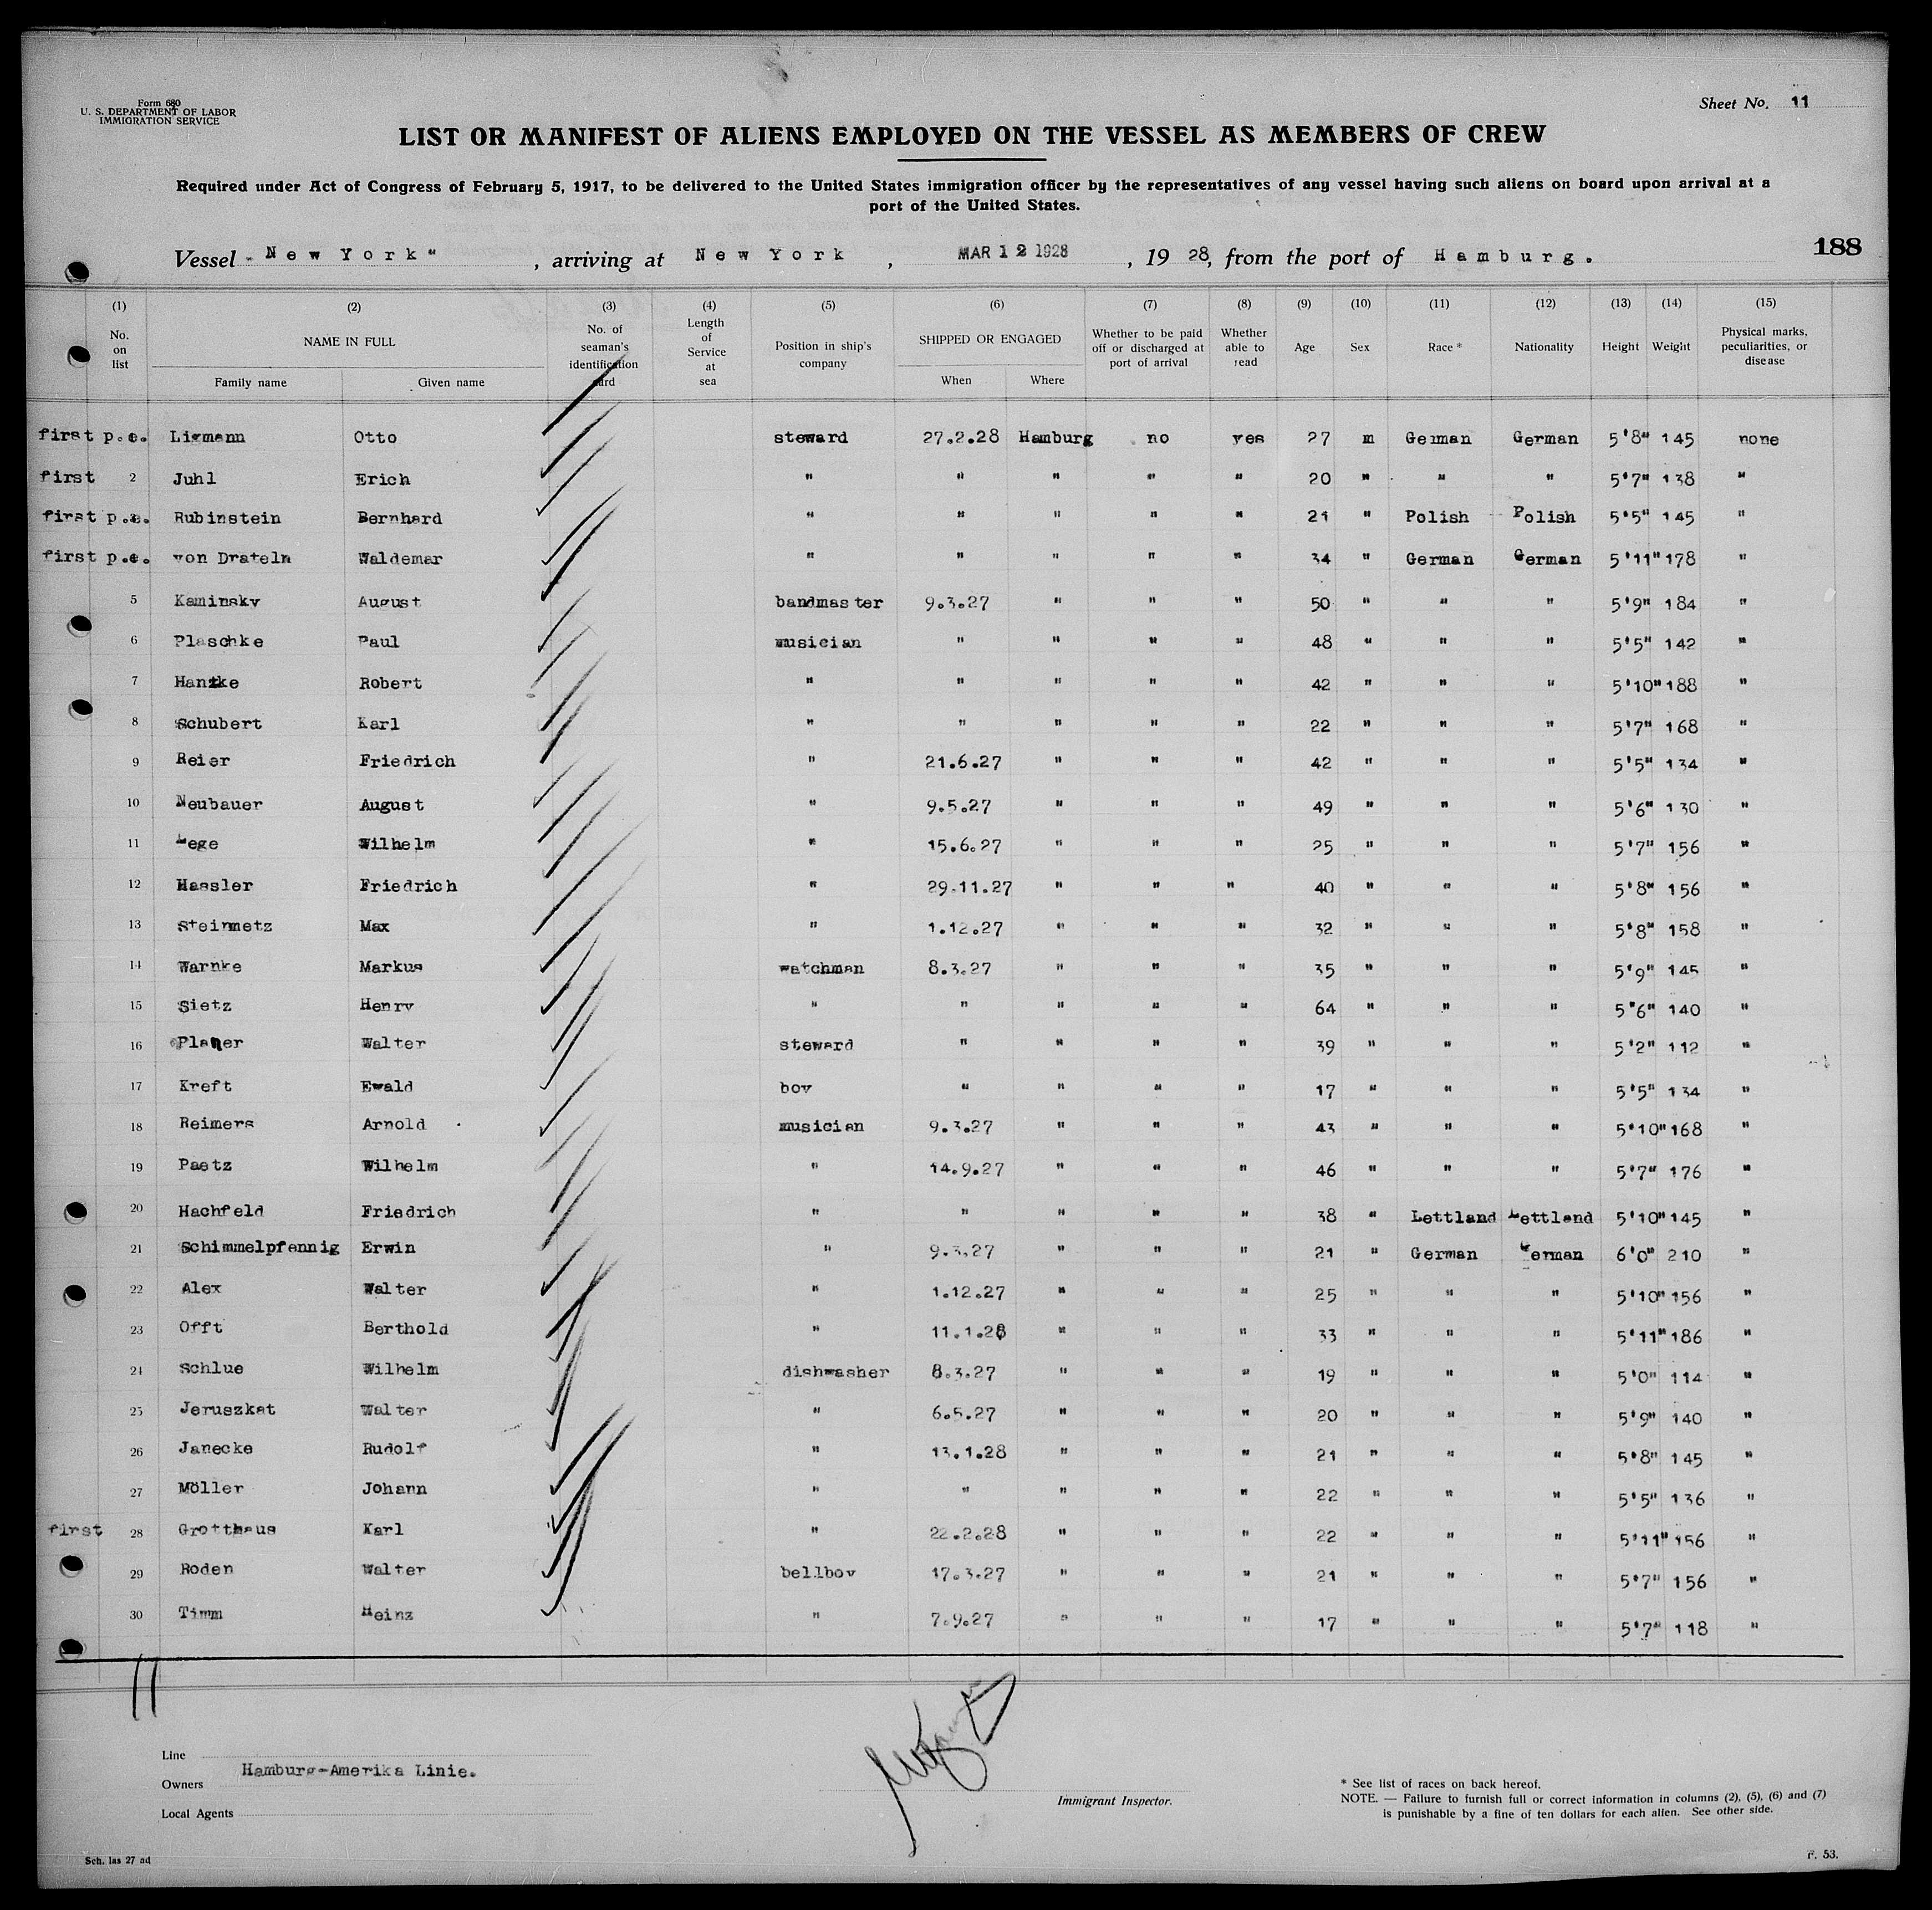 Form 680
U. S. DEPARTMENT OF LABOR
IMMIGRATION SERVICE
Sheet No. 11
LIST OR MANIFEST OF ALIENS EMPLOYED ON THE VESSEL AS MEMBERS OF CREW
Required under Act of Congress of February 5, 1917, to be delivered to the United States immigration officer by the representatives of any vessel having such aliens on board upon arrival at a
port of the United States.
Vessel "New York", arriving at New York, MAR 12 1928, 1928, from the port of Hamburg. 188
(1) (2) (3) (4) (5) (6) (7) (8) (9) (10) (11) (12) (13) (14) (15)
No. on list NAME IN FULL Family name Given name No. of seaman's identification card Length of Service at sea Position in ship's company SHIPPED OR ENGAGED When Where Whether to be paid off or discharged at port of arrival Whether able to read Age Sex Race * Nationality Height Weight Physical marks, peculiarities, or disease
first p.e. Ligmann Otto steward 27.2.28 Hamburg no yes 27 m German German 5'8" 145 none
first 2 Juhl Erich " " " " " 20 " " " 5'7" 138 "
first p.e. Rubinstein Bernhard " " " " " 21 " Polish Polish 5'5" 145 "
first p.e. von Drateln Waldemar " " " " " 34 " German German 5'11" 178 "
5 Kaminsky August bandmaster 9.3.27 " " " 50 " " " 5'9" 184 "
6 Plaschke Paul musician " " " " 48 " " " 5'5" 142 "
7 Hantke Robert " " " " " 42 " " " 5'10" 188 "
8 Schubert Karl " " " " " 22 " " " 5'7" 168 "
9 Reier Friedrich " 21.6.27 " " " 42 " " " 5'5" 134 "
10 Neubauer August " 9.5.27 " " " 49 " " " 5'6" 130 "
11 Lege Wilhelm " 15.6.27 " " " 25 " " " 5'7" 156 "
12 Hassler Friedrich " 29.11.27 " " " 40 " " " 5'8" 156 "
13 Steinmetz Max " 1.12.27 " " " 32 " " " 5'8" 158 "
14 Warnke Markus watchman 8.3.27 " " " 35 " " " 5'9" 145 "
15 Sietz Henry " " " " " 64 " " " 5"6" 140 "
16 Planer Walter steward " " " " 39 " " " 5'2" 112 "
17 Kreft Ewald boy " " " " 17 " " " 5'5" 134 "
18 Reimers Arnold musician 9.3.27 " " " 43 " " " 5'10" 168 "
19 Paetz Wilhelm " 14.9.27 " " " 46 " " " 5'7" 176 "
20 Hachfeld Friedrich " " " " " 38 " Lettland Lettland 5'10" 145 "
21 Schimmelpfennig Erwin " 9.3.27 " " " 21 " German German 6'0" 210 "
22 Alex Walter " 1.12.27 " " " 25 " " " 5'10" 156 "
23 Offt Berthold " 11.1.28 " " " 33 " " " 5'11" 186 "
24 Schlue Wilhelm dishwasher 8.3.27 " " " 19 " " " 5'0" 114 "
25 Jeruszkat Walter " 6.5.27 " " " 20 " " " 5'9" 140 "
26 Janecke Rudolf " 13.1.28 " " " 21 " " " 5'8" 145 "
27 Möller Johann " " " " " 22 " " " 5'5" 136 "
first 28 Grotthaus Karl " 22.2.28 " " " 22 " " " 5'11" 156 "
29 Roden Walter bellboy 17.3.27 " " " 21 " " " 5'7" 156 "
30 Timm Heinz " 7.9.27 " " " 17 " " " 5'7" 118 "
Line
Owners Hamburg-Amerika Linie.
Local Agents
Immigrant Inspector.
* See list of races on back hereof.
NOTE. — Failure to furnish full or correct information in columns (2), (5), (6) and (7)
is punishable by a fine of ten dollars for each alien. See other side.
Sch. las 27 ad
F. 53.